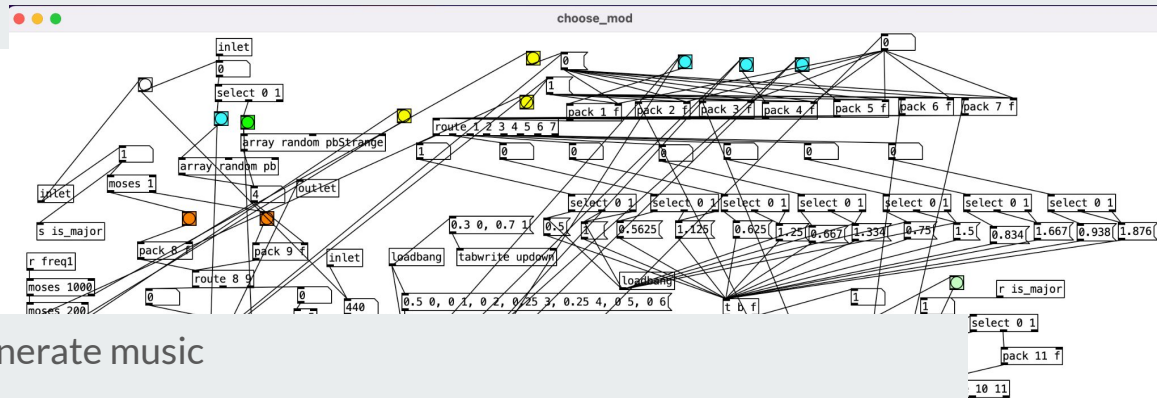 choose_mod
inlet
0
0
0
select 0 1
1
pack 1 f
pack 2 f
pack 3 f
pack 4 f
pack 5 f
pack 6 f
pack 7 f
route 1 2 3 4 5 6 7
array random pbStrange
1
0
0
0
0
0
0
1
array random pb
moses 1
4
outlet
inlet
select 0 1
select 0 1
select 0 1
select 0 1
select 0 1
select 0 1
select 0 1
s is_major
0.3 0, 0.7 1
0.5
1
0.5625
1.125
0.625
1.25
0.667
1.334
0.75
1.5
0.834
1.667
0.938
1.876
pack 8 f
pack 9 f
inlet
loadbang
tabwrite updown
r freq1
route 8 9
loadbang
moses 1000
r is_major
0
0
440
0.5 0, 0 1, 0 2, 0.25 3, 0.25 4, 0 5, 0 6
t b f
1
1
moses 200
select 0 1
nerate music
pack 11 f
10 11